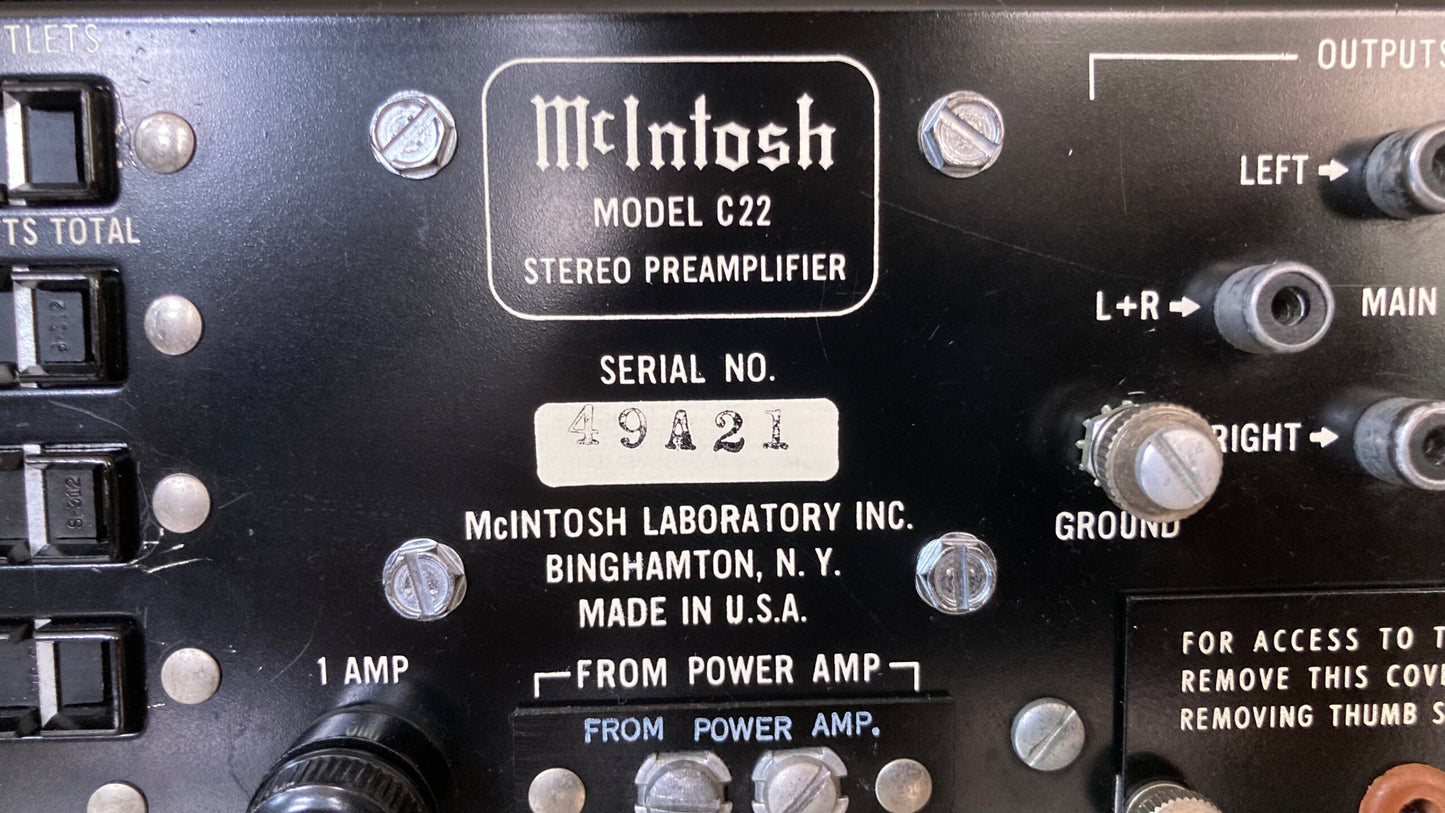 TLETS
TS TOTAL
McIntosh
MODEL C22
STEREO PREAMPLIFIER
SERIAL NO.
49A21
McINTOSH LABORATORY INC.
BINGHAMTON, N. Y.
MADE IN U.S.A.
1 AMP
FROM POWER AMP
FROM POWER AMP.
OUTPUTS
LEFT
L+R
MAIN
RIGHT
GROUND
FOR ACCESS TO T
REMOVE THIS COVE
REMOVING THUMB S